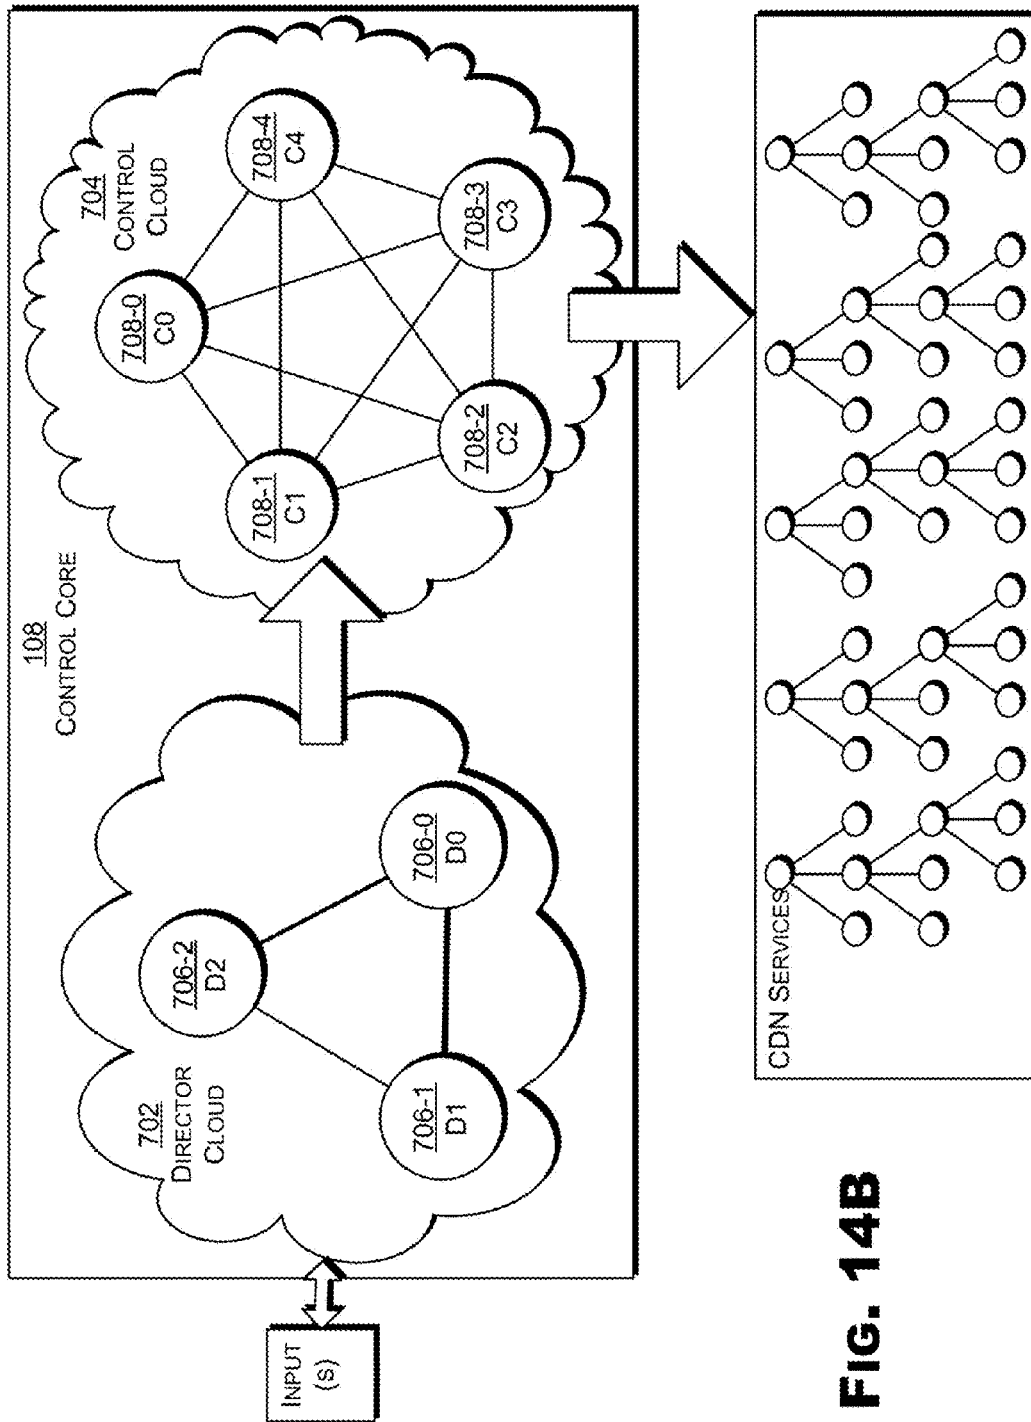 108
CONTROL CORE
702
DIRECTOR
CLOUD
706-2
D2
706-1
D1
706-0
D0
704
CONTROL
CLOUD
708-0
C0
708-1
C1
708-4
C4
708-2
C2
708-3
C3
INPUT
(S)
CDN SERVICES
FIG. 14B